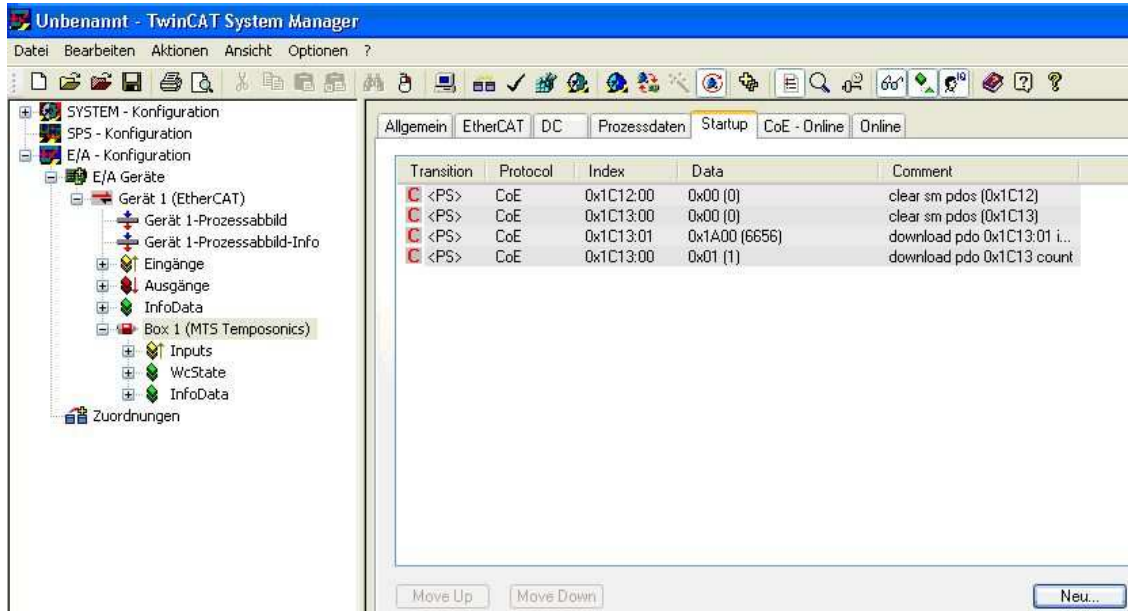 Unbenannt - TwinCAT System Manager
Datei Bearbeiten Aktionen Ansicht Optionen ?
SYSTEM - Konfiguration
SPS - Konfiguration
E/A - Konfiguration
E/A Geräte
Gerät 1 (EtherCAT)
Gerät 1-Prozessabbild
Gerät 1-Prozessabbild-Info
Eingänge
Ausgänge
InfoData
Box 1 (MTS Temposonics)
Inputs
WcState
InfoData
Zuordnungen
Allgemein EtherCAT DC Prozessdaten Startup CoE - Online Online
Transition Protocol Index Data Comment
C <PS> CoE 0x1C12:00 0x00 (0) clear sm pdos (0x1C12)
C <PS> CoE 0x1C13:00 0x00 (0) clear sm pdos (0x1C13)
C <PS> CoE 0x1C13:01 0x1A00 (6656) download pdo 0x1C13:01 i...
C <PS> CoE 0x1C13:00 0x01 (1) download pdo 0x1C13 count
Move Up Move Down Neu...